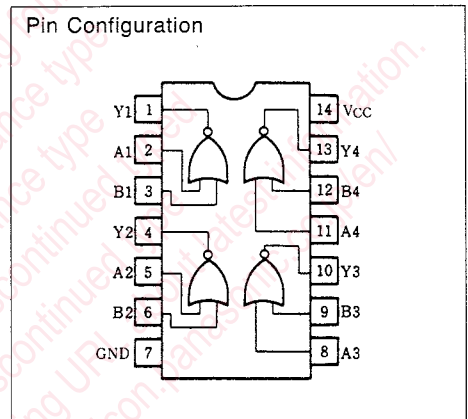 Pin Configuration
Y1 1
A1 2
B1 3
Y2 4
A2 5
B2 6
GND 7
14 VCC
13 Y4
12 B4
11 A4
10 Y3
9 B3
8 A3